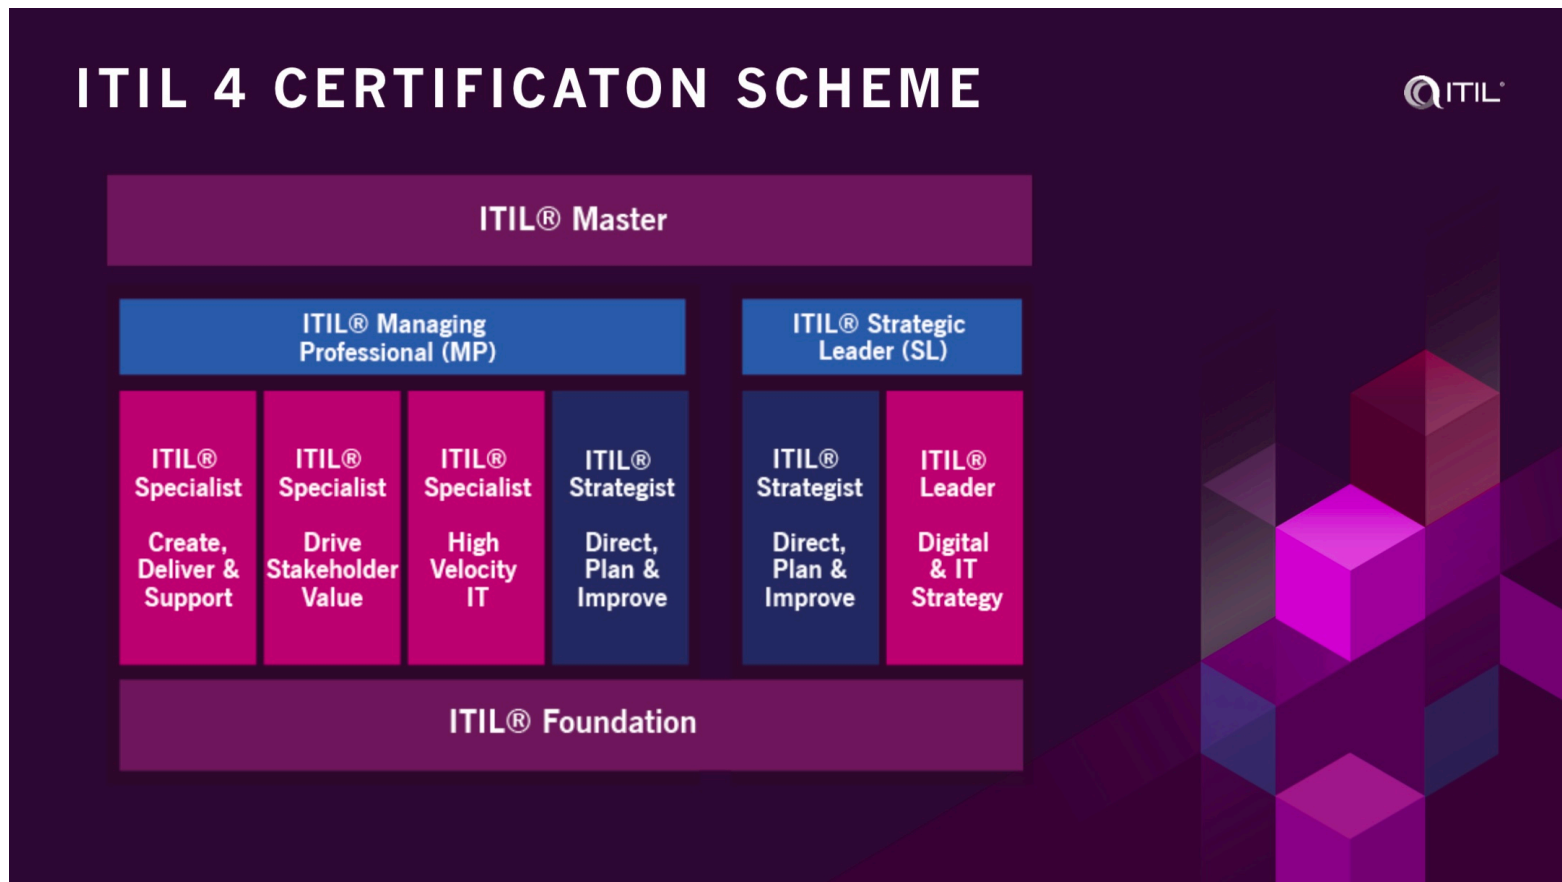 ITIL 4 CERTIFICATON SCHEME
ITIL®
ITIL® Master
ITIL® Managing
Professional (MP)
ITIL® Strategic
Leader (SL)
ITIL®
Specialist
Create,
Deliver &
Support
ITIL®
Specialist
Drive
Stakeholder
Value
ITIL®
Specialist
High
Velocity
IT
ITIL®
Strategist
Direct,
Plan &
Improve
ITIL®
Strategist
Direct,
Plan &
Improve
ITIL®
Leader
Digital
& IT
Strategy
ITIL® Foundation